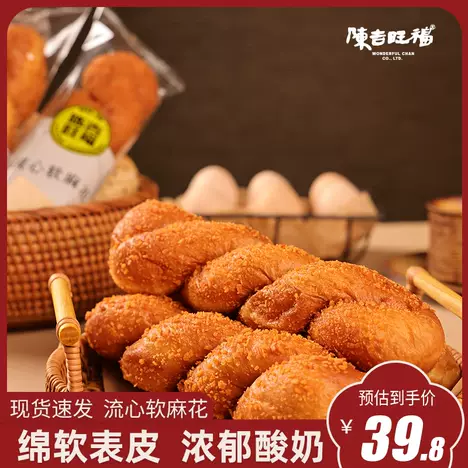 陳吉旺福®
WONDERFUL CHAN
CO., LTD.
流心软麻花
现货速发 流心软麻花
绵软表皮 浓郁酸奶
预估到手价
¥39.8